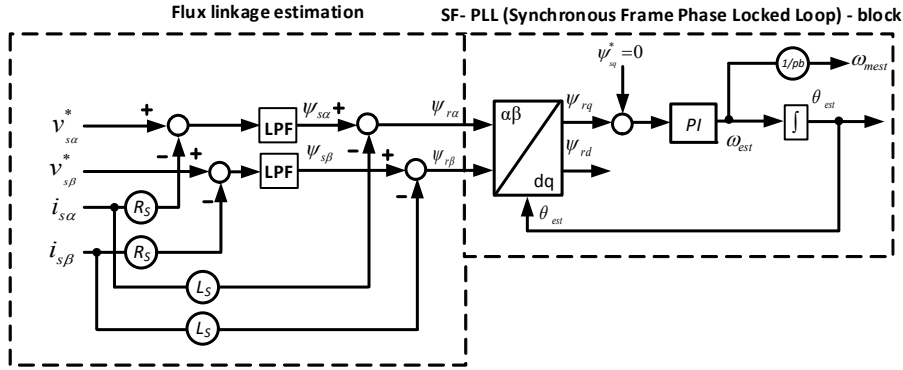 Flux linkage estimation
SF- PLL (Synchronous Frame Phase Locked Loop) - block
v*sα
v*sβ
isα
isβ
+
−
+
−
RS
RS
LS
LS
LPF
LPF
ψsα
ψsβ
+
−
+
−
ψrα
ψrβ
αβ
dq
ψrq
ψrd
θest
ψ*sq =0
PI
ωest
1/pb
ωmest
∫
θest